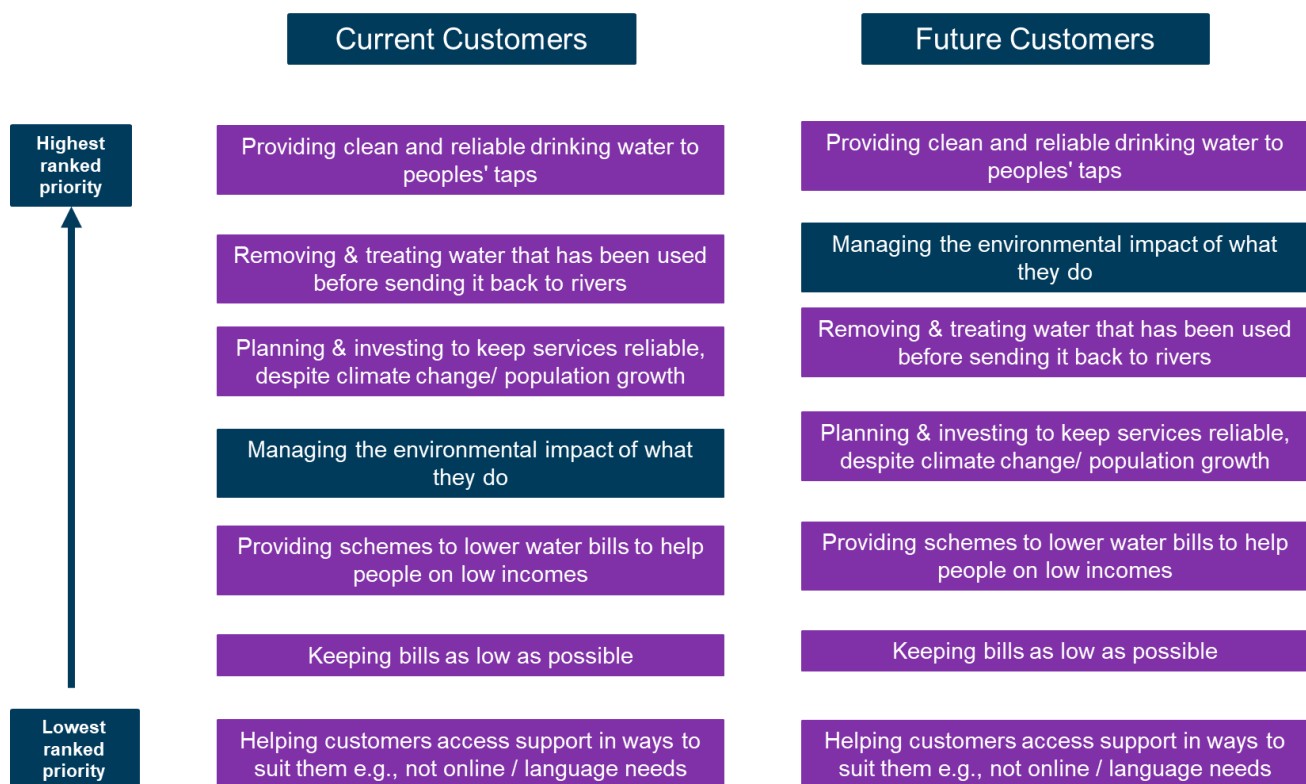 Current Customers
Future Customers
Highest
ranked
priority
Providing clean and reliable drinking water to
peoples' taps
Removing & treating water that has been used
before sending it back to rivers
Planning & investing to keep services reliable,
despite climate change/ population growth
Managing the environmental impact of what
they do
Providing schemes to lower water bills to help
people on low incomes
Keeping bills as low as possible
Helping customers access support in ways to
suit them e.g., not online / language needs
Providing clean and reliable drinking water to
peoples' taps
Managing the environmental impact of what
they do
Removing & treating water that has been used
before sending it back to rivers
Planning & investing to keep services reliable,
despite climate change/ population growth
Providing schemes to lower water bills to help
people on low incomes
Keeping bills as low as possible
Helping customers access support in ways to
suit them e.g., not online / language needs
Lowest
ranked
priority